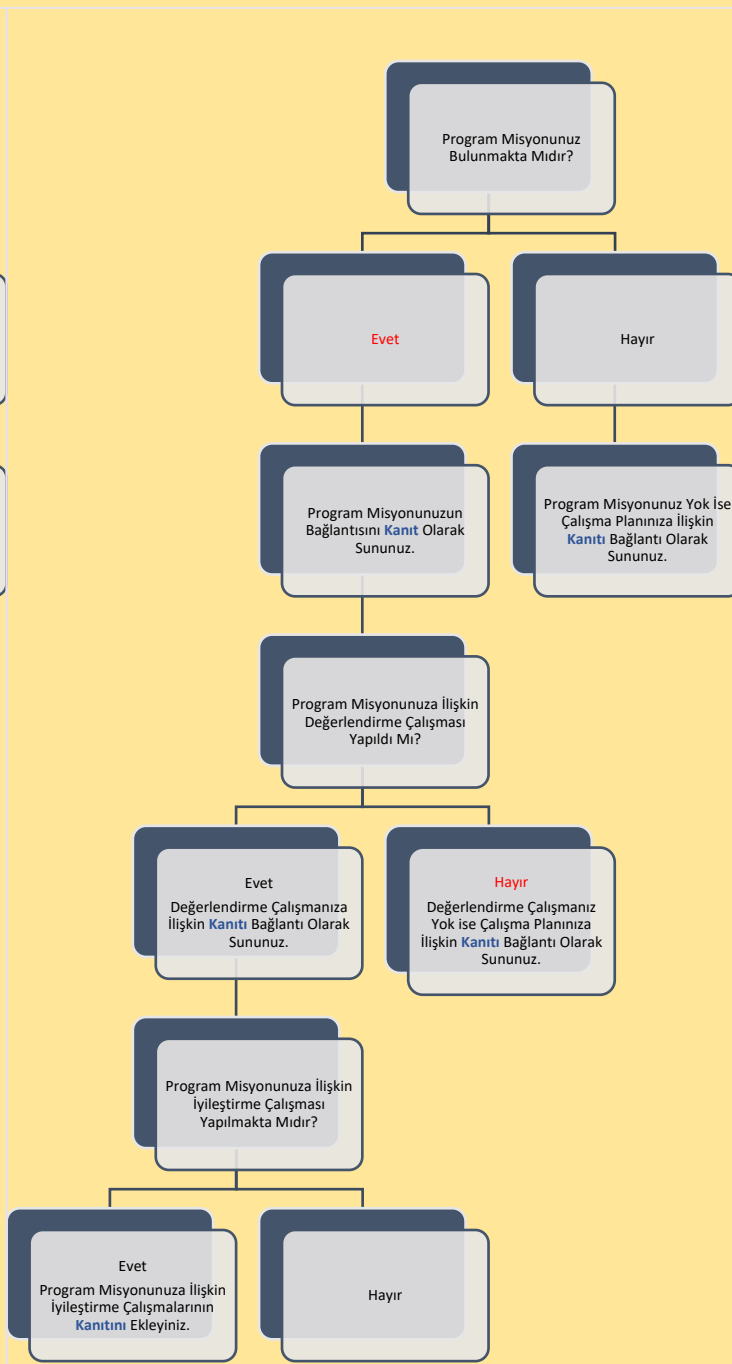 Program Misyonunuz
Bulunmakta Mıdır?
Evet
Hayır
Program Misyonunuzun
Bağlantısını Kanıt Olarak
Sununuz.
Program Misyonunuz Yok İse
Çalışma Planınıza İlişkin
Kanıtı Bağlantı Olarak
Sununuz.
Program Misyonunuza İlişkin
Değerlendirme Çalışması
Yapıldı Mı?
Evet
Değerlendirme Çalışmanıza
İlişkin Kanıtı Bağlantı Olarak
Sununuz.
Hayır
Değerlendirme Çalışmanız
Yok ise Çalışma Planınıza
İlişkin Kanıtı Bağlantı Olarak
Sununuz.
Program Misyonunuza İlişkin
İyileştirme Çalışması
Yapılmakta Mıdır?
Evet
Program Misyonunuza İlişkin
İyileştirme Çalışmalarının
Kanıtını Ekleyiniz.
Hayır